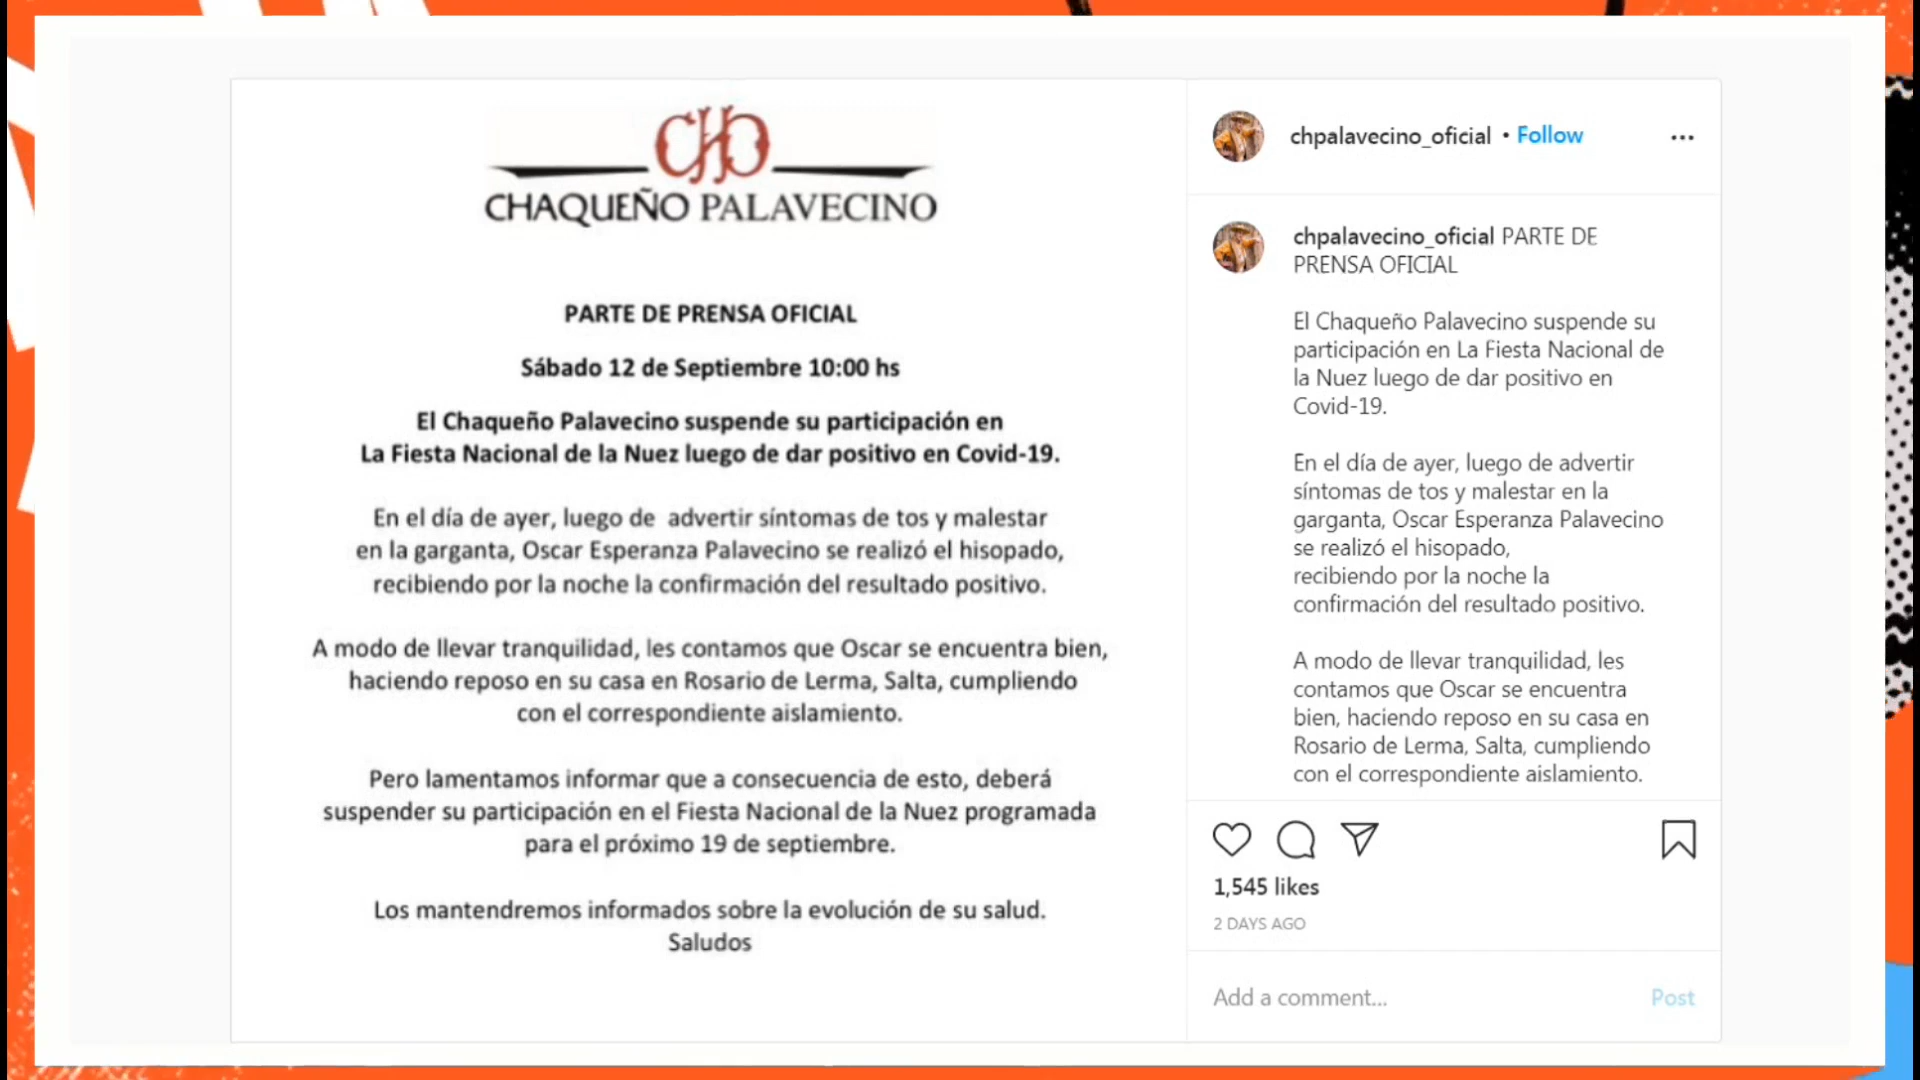 CHP
CHAQUEÑO PALAVECINO
PARTE DE PRENSA OFICIAL
Sábado 12 de Septiembre 10:00 hs
El Chaqueño Palavecino suspende su participación en
La Fiesta Nacional de la Nuez luego de dar positivo en Covid-19.
En el día de ayer, luego de advertir síntomas de tos y malestar
en la garganta, Oscar Esperanza Palavecino se realizó el hisopado,
recibiendo por la noche la confirmación del resultado positivo.
A modo de llevar tranquilidad, les contamos que Oscar se encuentra bien,
haciendo reposo en su casa en Rosario de Lerma, Salta, cumpliendo
con el correspondiente aislamiento.
Pero lamentamos informar que a consecuencia de esto, deberá
suspender su participación en el Fiesta Nacional de la Nuez programada
para el próximo 19 de septiembre.
Los mantendremos informados sobre la evolución de su salud.
Saludos
chpalavecino_oficial • Follow
chpalavecino_oficial PARTE DE
PRENSA OFICIAL
El Chaqueño Palavecino suspende su
participación en La Fiesta Nacional de
la Nuez luego de dar positivo en
Covid-19.
En el día de ayer, luego de advertir
síntomas de tos y malestar en la
garganta, Oscar Esperanza Palavecino
se realizó el hisopado,
recibiendo por la noche la
confirmación del resultado positivo.
A modo de llevar tranquilidad, les
contamos que Oscar se encuentra
bien, haciendo reposo en su casa en
Rosario de Lerma, Salta, cumpliendo
con el correspondiente aislamiento.
1,545 likes
2 DAYS AGO
Add a comment...
Post